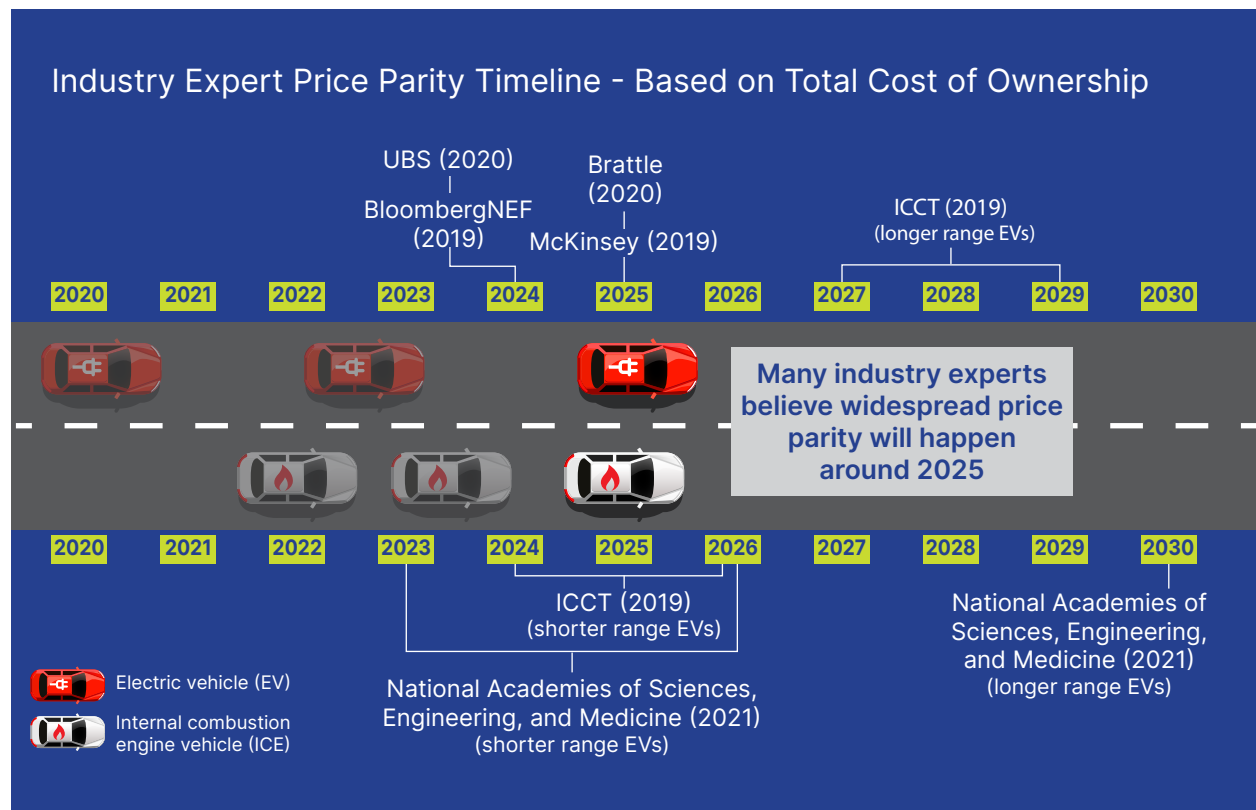 Industry Expert Price Parity Timeline - Based on Total Cost of Ownership
UBS (2020)
BloombergNEF
(2019)
Brattle
(2020)
McKinsey (2019)
ICCT (2019)
(longer range EVs)
2020 2021 2022 2023 2024 2025 2026 2027 2028 2029 2030
Many industry experts
believe widespread price
parity will happen
around 2025
2020 2021 2022 2023 2024 2025 2026 2027 2028 2029 2030
ICCT (2019)
(shorter range EVs)
National Academies of Sciences,
Engineering, and Medicine (2021)
(shorter range EVs)
National Academies of
Sciences, Engineering,
and Medicine (2021)
(longer range EVs)
Electric vehicle (EV)
Internal combustion
engine vehicle (ICE)